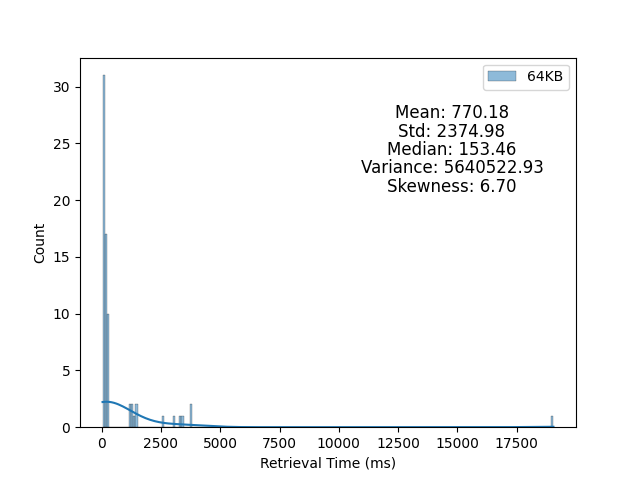 64KB
Mean: 770.18
Std: 2374.98
Median: 153.46
Variance: 5640522.93
Skewness: 6.70
30
25
20
15
10
5
0
Count
0 2500 5000 7500 10000 12500 15000 17500
Retrieval Time (ms)